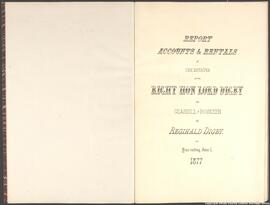 REPORT
ACCOUNTS & RENTALS
OF
THE ESTATES
OF THE
RIGHT HON LORD DIGBY
BY
REGINALD DIGBY.
FOR
Year ending June 1
1877